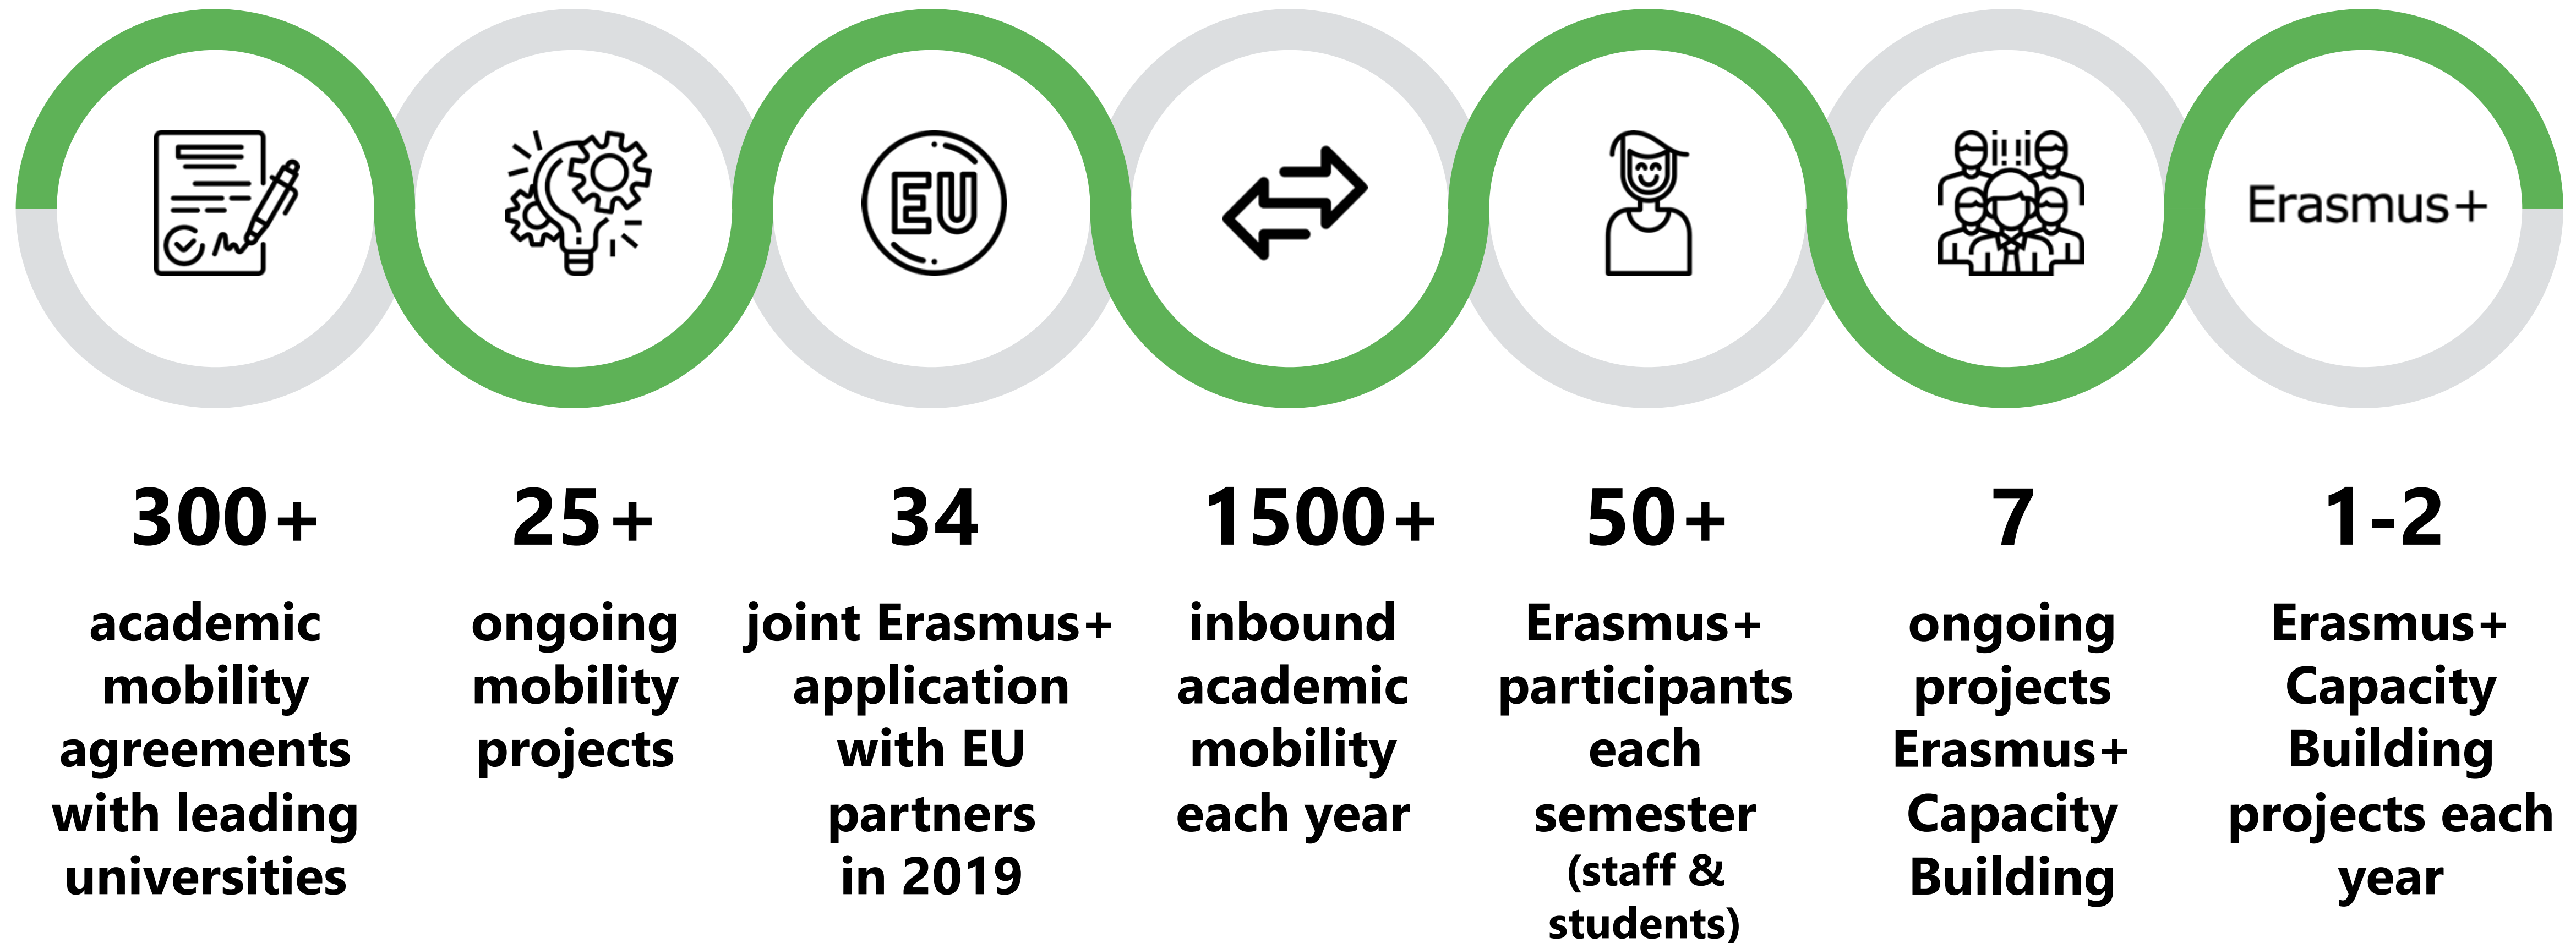 EU
Erasmus+
300+
academic
mobility
agreements
with leading
universities
25+
ongoing
mobility
projects
34
joint Erasmus+
application
with EU
partners
in 2019
1500+
inbound
academic
mobility
each year
50+
Erasmus+
participants
each
semester
(staff &
students)
7
ongoing
projects
Erasmus+
Capacity
Building
1-2
Erasmus+
Capacity
Building
projects each
year